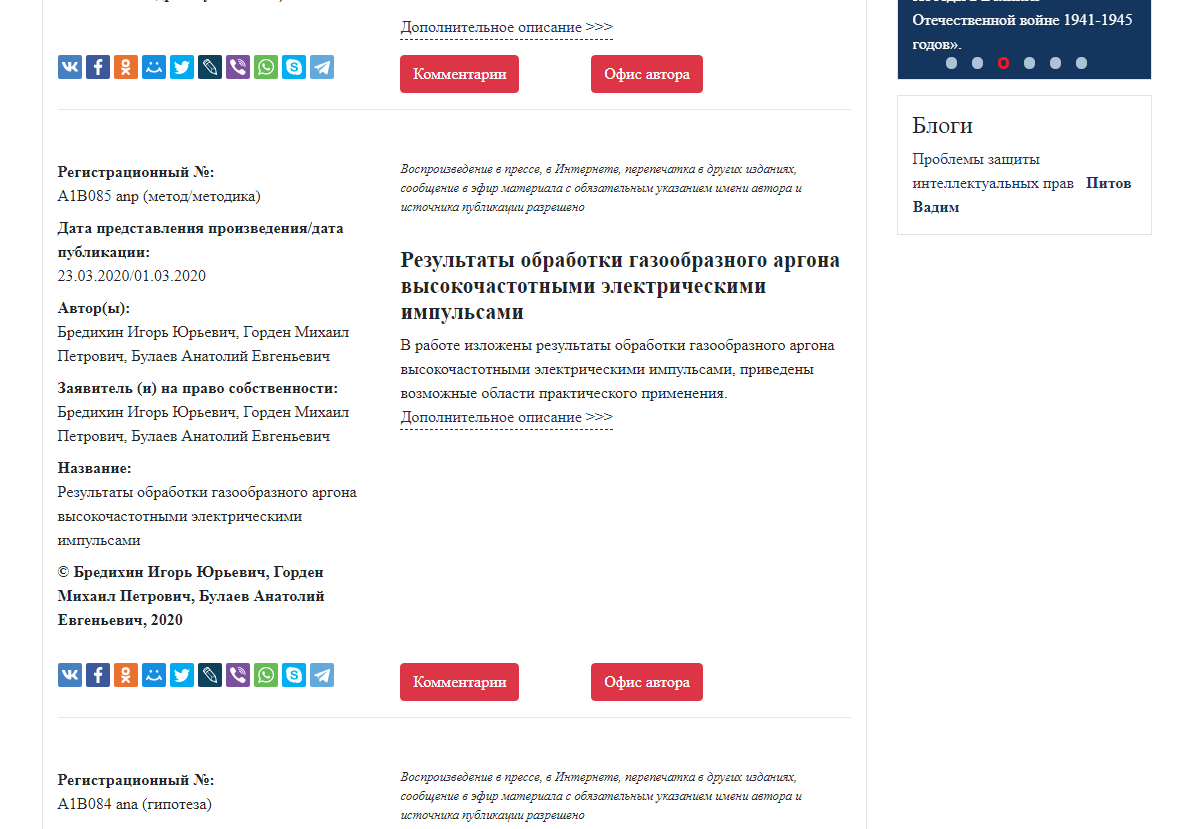 Дополнительное описание >>>
Комментарии
Офис автора
Регистрационный №:
A1B085 anp (метод/методика)
Дата представления произведения/дата
публикации:
23.03.2020/01.03.2020
Автор(ы):
Бредихин Игорь Юрьевич, Горден Михаил
Петрович, Булаев Анатолий Евгеньевич
Заявитель (и) на право собственности:
Бредихин Игорь Юрьевич, Горден Михаил
Петрович, Булаев Анатолий Евгеньевич
Название:
Результаты обработки газообразного аргона
высокочастотными электрическими
импульсами
© Бредихин Игорь Юрьевич, Горден
Михаил Петрович, Булаев Анатолий
Евгеньевич, 2020
Воспроизведение в прессе, в Интернете, перепечатка в других изданиях,
сообщение в эфир материала с обязательным указанием имени автора и
источника публикации разрешено
Результаты обработки газообразного аргона
высокочастотными электрическими
импульсами
В работе изложены результаты обработки газообразного аргона
высокочастотными электрическими импульсами, приведены
возможные области практического применения.
Дополнительное описание >>>
Комментарии
Офис автора
Регистрационный №:
A1B084 ana (гипотеза)
Воспроизведение в прессе, в Интернете, перепечатка в других изданиях,
сообщение в эфир материала с обязательным указанием имени автора и
источника публикации разрешено
Отечественной войне 1941-1945
годов».
Блоги
Проблемы защиты
интеллектуальных прав Питов
Вадим